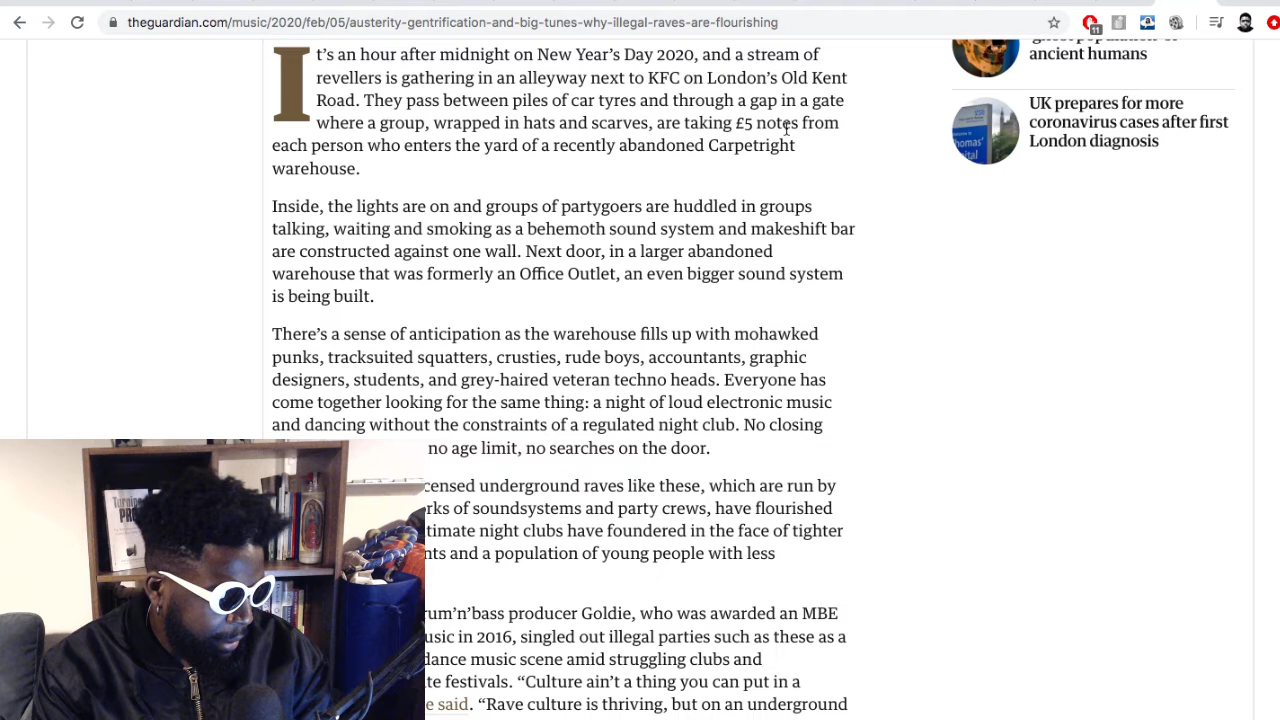 theguardian.com/music/2020/feb/05/austerity-gentrification-and-big-tunes-why-illegal-raves-are-flourishing
11
It's an hour after midnight on New Year's Day 2020, and a stream of
revellers is gathering in an alleyway next to KFC on London's Old Kent
Road. They pass between piles of car tyres and through a gap in a gate
where a group, wrapped in hats and scarves, are taking £5 notes from
each person who enters the yard of a recently abandoned Carpetright
warehouse.
Inside, the lights are on and groups of partygoers are huddled in groups
talking, waiting and smoking as a behemoth sound system and makeshift bar
are constructed against one wall. Next door, in a larger abandoned
warehouse that was formerly an Office Outlet, an even bigger sound system
is being built.
There's a sense of anticipation as the warehouse fills up with mohawked
punks, tracksuited squatters, crusties, rude boys, accountants, graphic
designers, students, and grey-haired veteran techno heads. Everyone has
come together looking for the same thing: a night of loud electronic music
and dancing without the constraints of a regulated night club. No closing
no age limit, no searches on the door.
censed underground raves like these, which are run by
rks of soundsystems and party crews, have flourished
timate night clubs have foundered in the face of tighter
nts and a population of young people with less
rum'n'bass producer Goldie, who was awarded an MBE
usic in 2016, singled out illegal parties such as these as a
dance music scene amid struggling clubs and
te festivals. “Culture ain't a thing you can put in a
e said. “Rave culture is thriving, but on an underground
ancient humans
UK prepares for more
coronavirus cases after first
London diagnosis